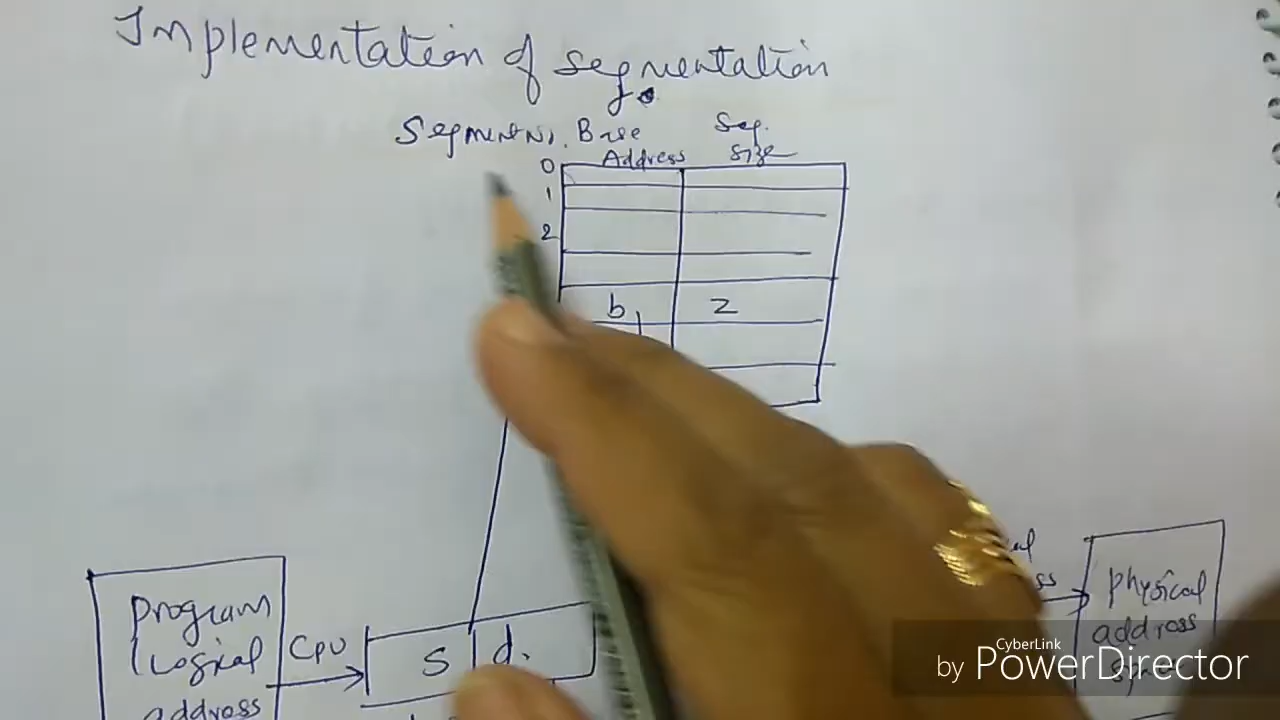 Implementation of segmentation
Segment No. Base Seg.
Address Size
0
1
2
b z
Program
(Logical
address
CPU
S d
physical
address
CyberLink
by PowerDirector